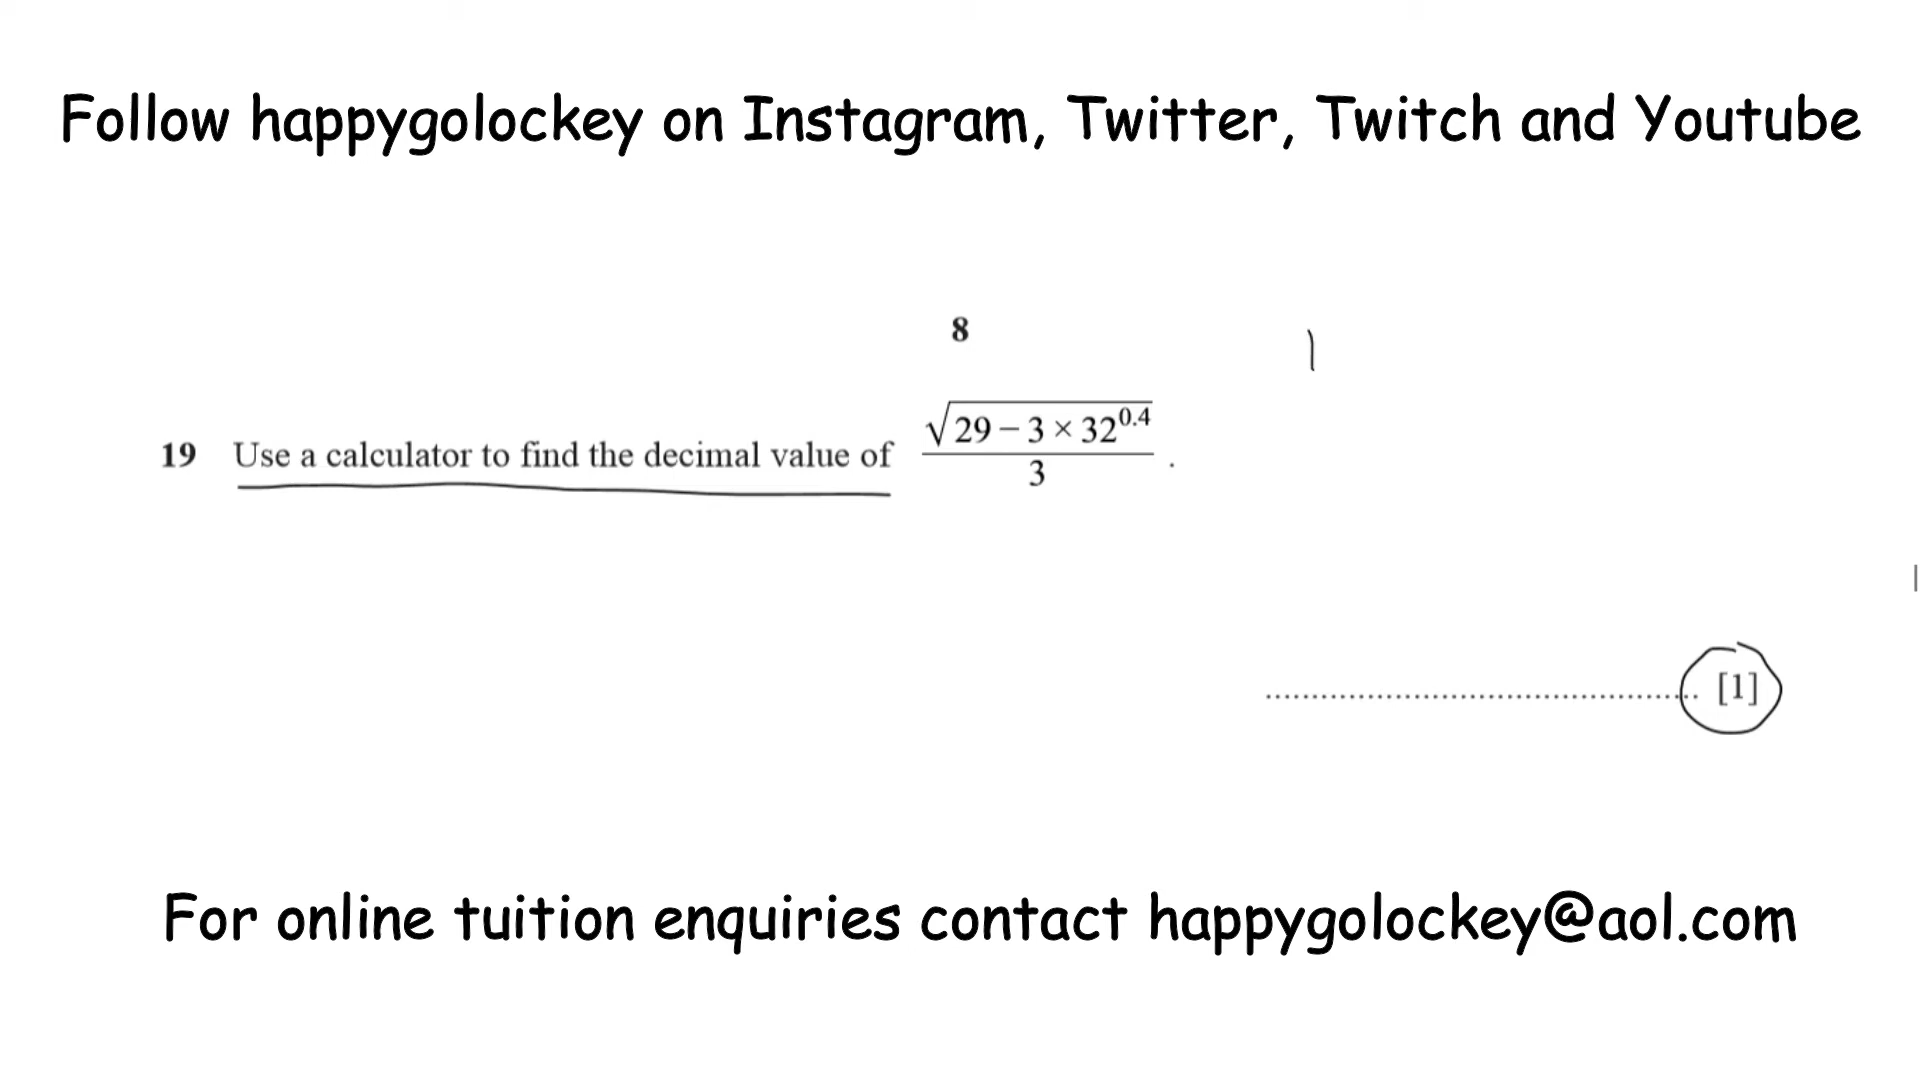 Follow happygolockey on Instagram, Twitter, Twitch and Youtube
8
19 Use a calculator to find the decimal value of √(29 − 3 × 32^0.4) / 3 .
........................................... [1]
For online tuition enquiries contact happygolockey@aol.com